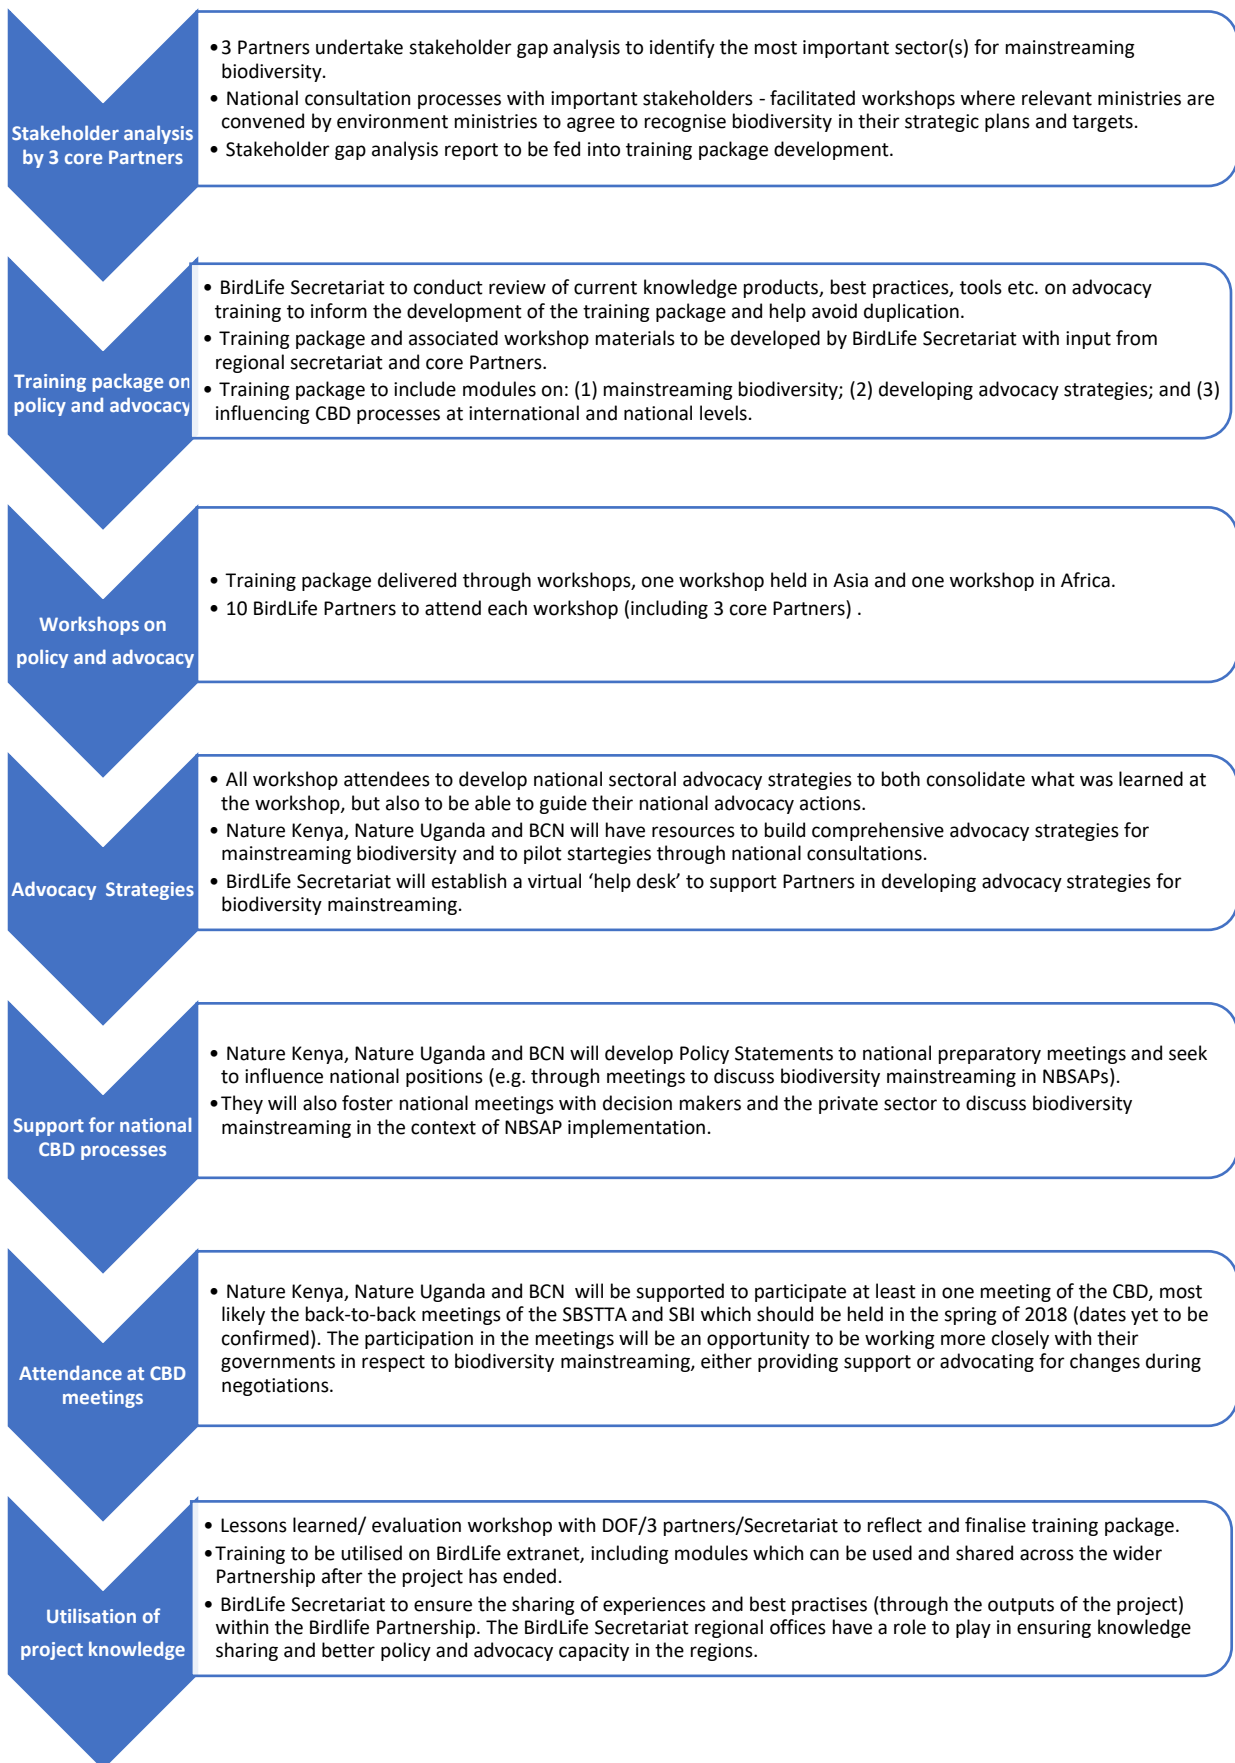 Stakeholder analysis
by 3 core Partners
•3 Partners undertake stakeholder gap analysis to identify the most important sector(s) for mainstreaming
biodiversity.
• National consultation processes with important stakeholders - facilitated workshops where relevant ministries are
convened by environment ministries to agree to recognise biodiversity in their strategic plans and targets.
• Stakeholder gap analysis report to be fed into training package development.
Training package on
policy and advocacy
• BirdLife Secretariat to conduct review of current knowledge products, best practices, tools etc. on advocacy
training to inform the development of the training package and help avoid duplication.
• Training package and associated workshop materials to be developed by BirdLife Secretariat with input from
regional secretariat and core Partners.
• Training package to include modules on: (1) mainstreaming biodiversity; (2) developing advocacy strategies; and (3)
influencing CBD processes at international and national levels.
Workshops on
policy and advocacy
• Training package delivered through workshops, one workshop held in Asia and one workshop in Africa.
• 10 BirdLife Partners to attend each workshop (including 3 core Partners) .
Advocacy Strategies
• All workshop attendees to develop national sectoral advocacy strategies to both consolidate what was learned at
the workshop, but also to be able to guide their national advocacy actions.
• Nature Kenya, Nature Uganda and BCN will have resources to build comprehensive advocacy strategies for
mainstreaming biodiversity and to pilot startegies through national consultations.
• BirdLife Secretariat will establish a virtual ‘help desk’ to support Partners in developing advocacy strategies for
biodiversity mainstreaming.
Support for national
CBD processes
• Nature Kenya, Nature Uganda and BCN will develop Policy Statements to national preparatory meetings and seek
to influence national positions (e.g. through meetings to discuss biodiversity mainstreaming in NBSAPs).
•They will also foster national meetings with decision makers and the private sector to discuss biodiversity
mainstreaming in the context of NBSAP implementation.
Attendance at CBD
meetings
• Nature Kenya, Nature Uganda and BCN will be supported to participate at least in one meeting of the CBD, most
likely the back-to-back meetings of the SBSTTA and SBI which should be held in the spring of 2018 (dates yet to be
confirmed). The participation in the meetings will be an opportunity to be working more closely with their
governments in respect to biodiversity mainstreaming, either providing support or advocating for changes during
negotiations.
Utilisation of
project knowledge
• Lessons learned/ evaluation workshop with DOF/3 partners/Secretariat to reflect and finalise training package.
•Training to be utilised on BirdLife extranet, including modules which can be used and shared across the wider
Partnership after the project has ended.
• BirdLife Secretariat to ensure the sharing of experiences and best practises (through the outputs of the project)
within the Birdlife Partnership. The BirdLife Secretariat regional offices have a role to play in ensuring knowledge
sharing and better policy and advocacy capacity in the regions.